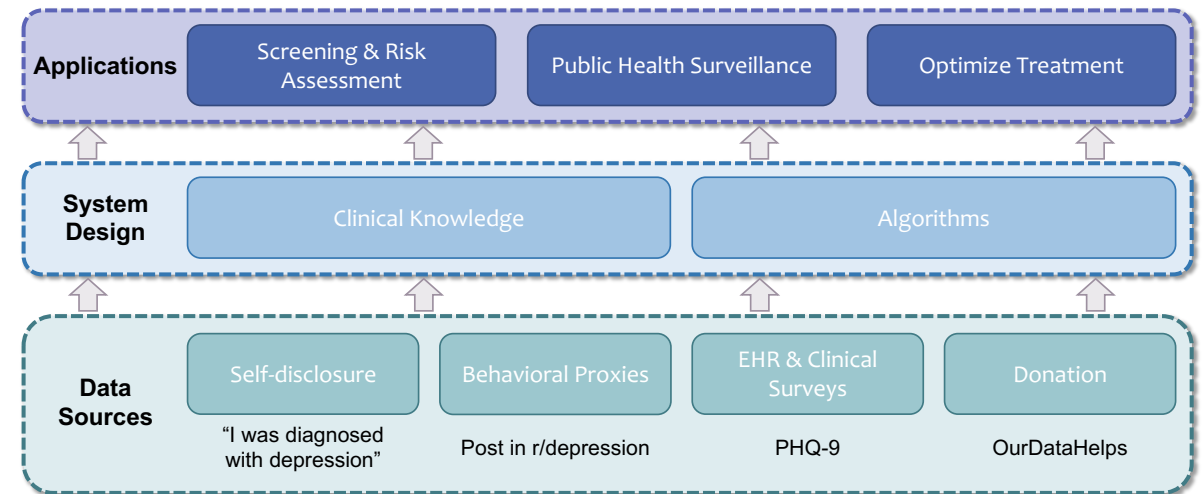 Applications
Screening & Risk
Assessment
Public Health Surveillance
Optimize Treatment
System
Design
Clinical Knowledge
Algorithms
Data
Sources
Self-disclosure
Behavioral Proxies
EHR & Clinical
Surveys
Donation
“I was diagnosed
with depression”
Post in r/depression
PHQ-9
OurDataHelps